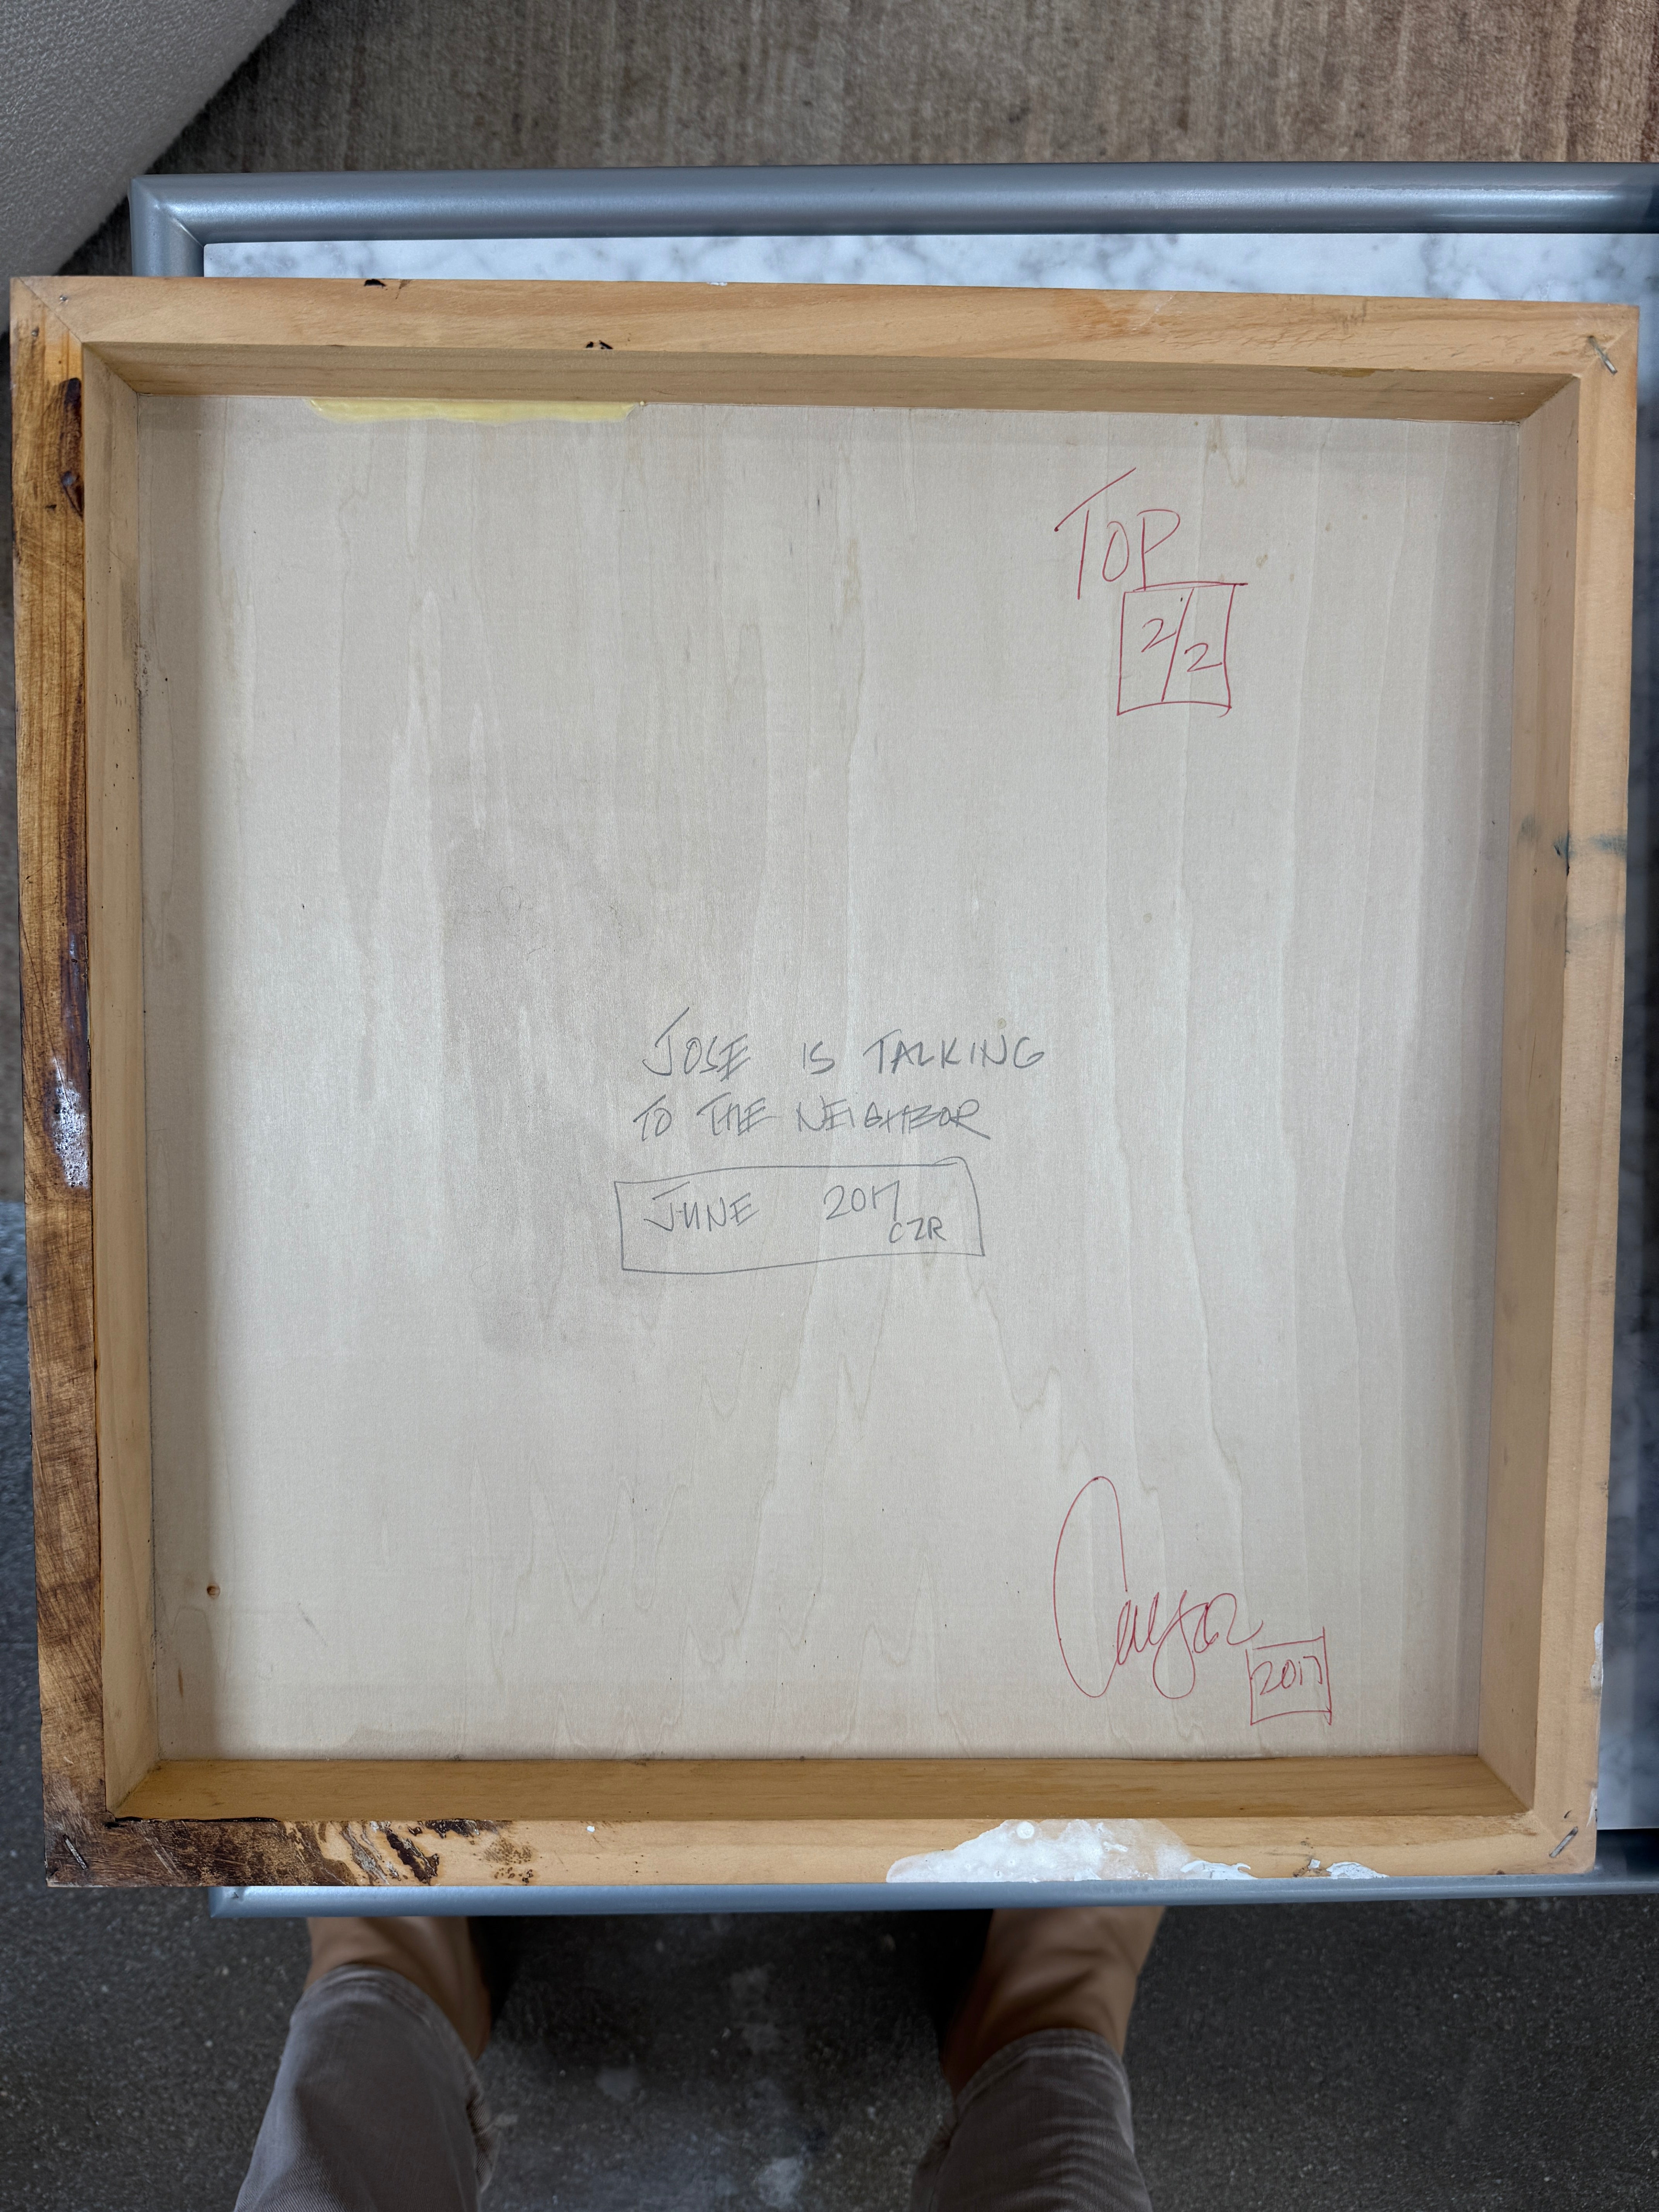 TOP
2/2
JOSE IS TALKING
TO THE NEIGHBOR
JUNE 2017
CZR
2017